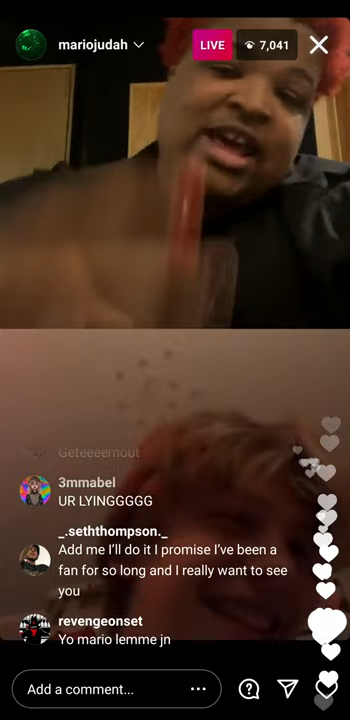 mariojudah
LIVE
7,041
Geteeeemout
3mmabel
UR LYINGGGGG
_.seththompson._
Add me I'll do it I promise I've been a
fan for so long and I really want to see
you
revengeonset
Yo mario lemme jn
Add a comment...